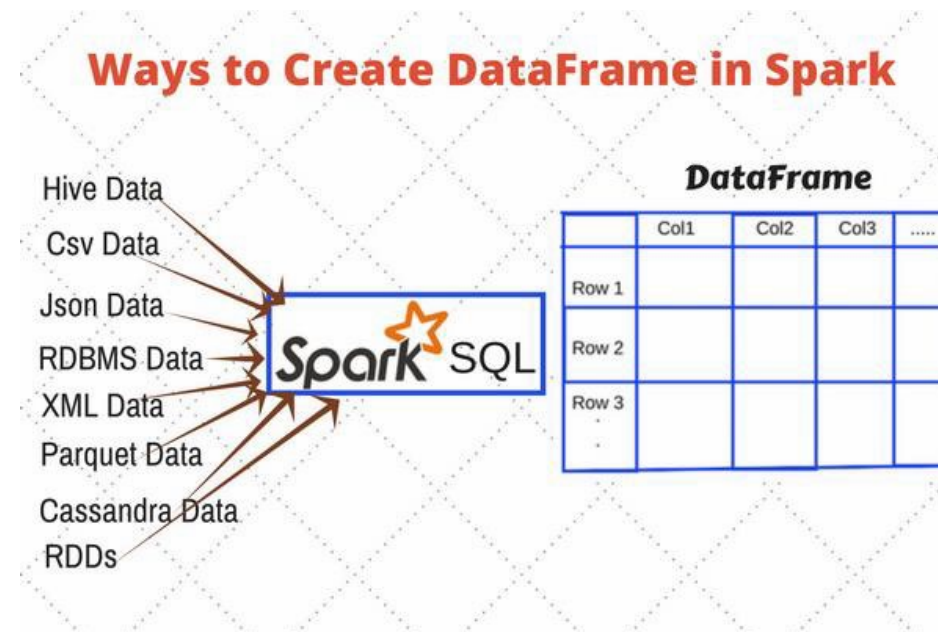 Ways to Create DataFrame in Spark
Hive Data
Csv Data
Json Data
RDBMS Data
XML Data
Parquet Data
Cassandra Data
RDDs
Spark SQL
DataFrame
Col1 Col2 Col3 .....
Row 1
Row 2
Row 3
.
.